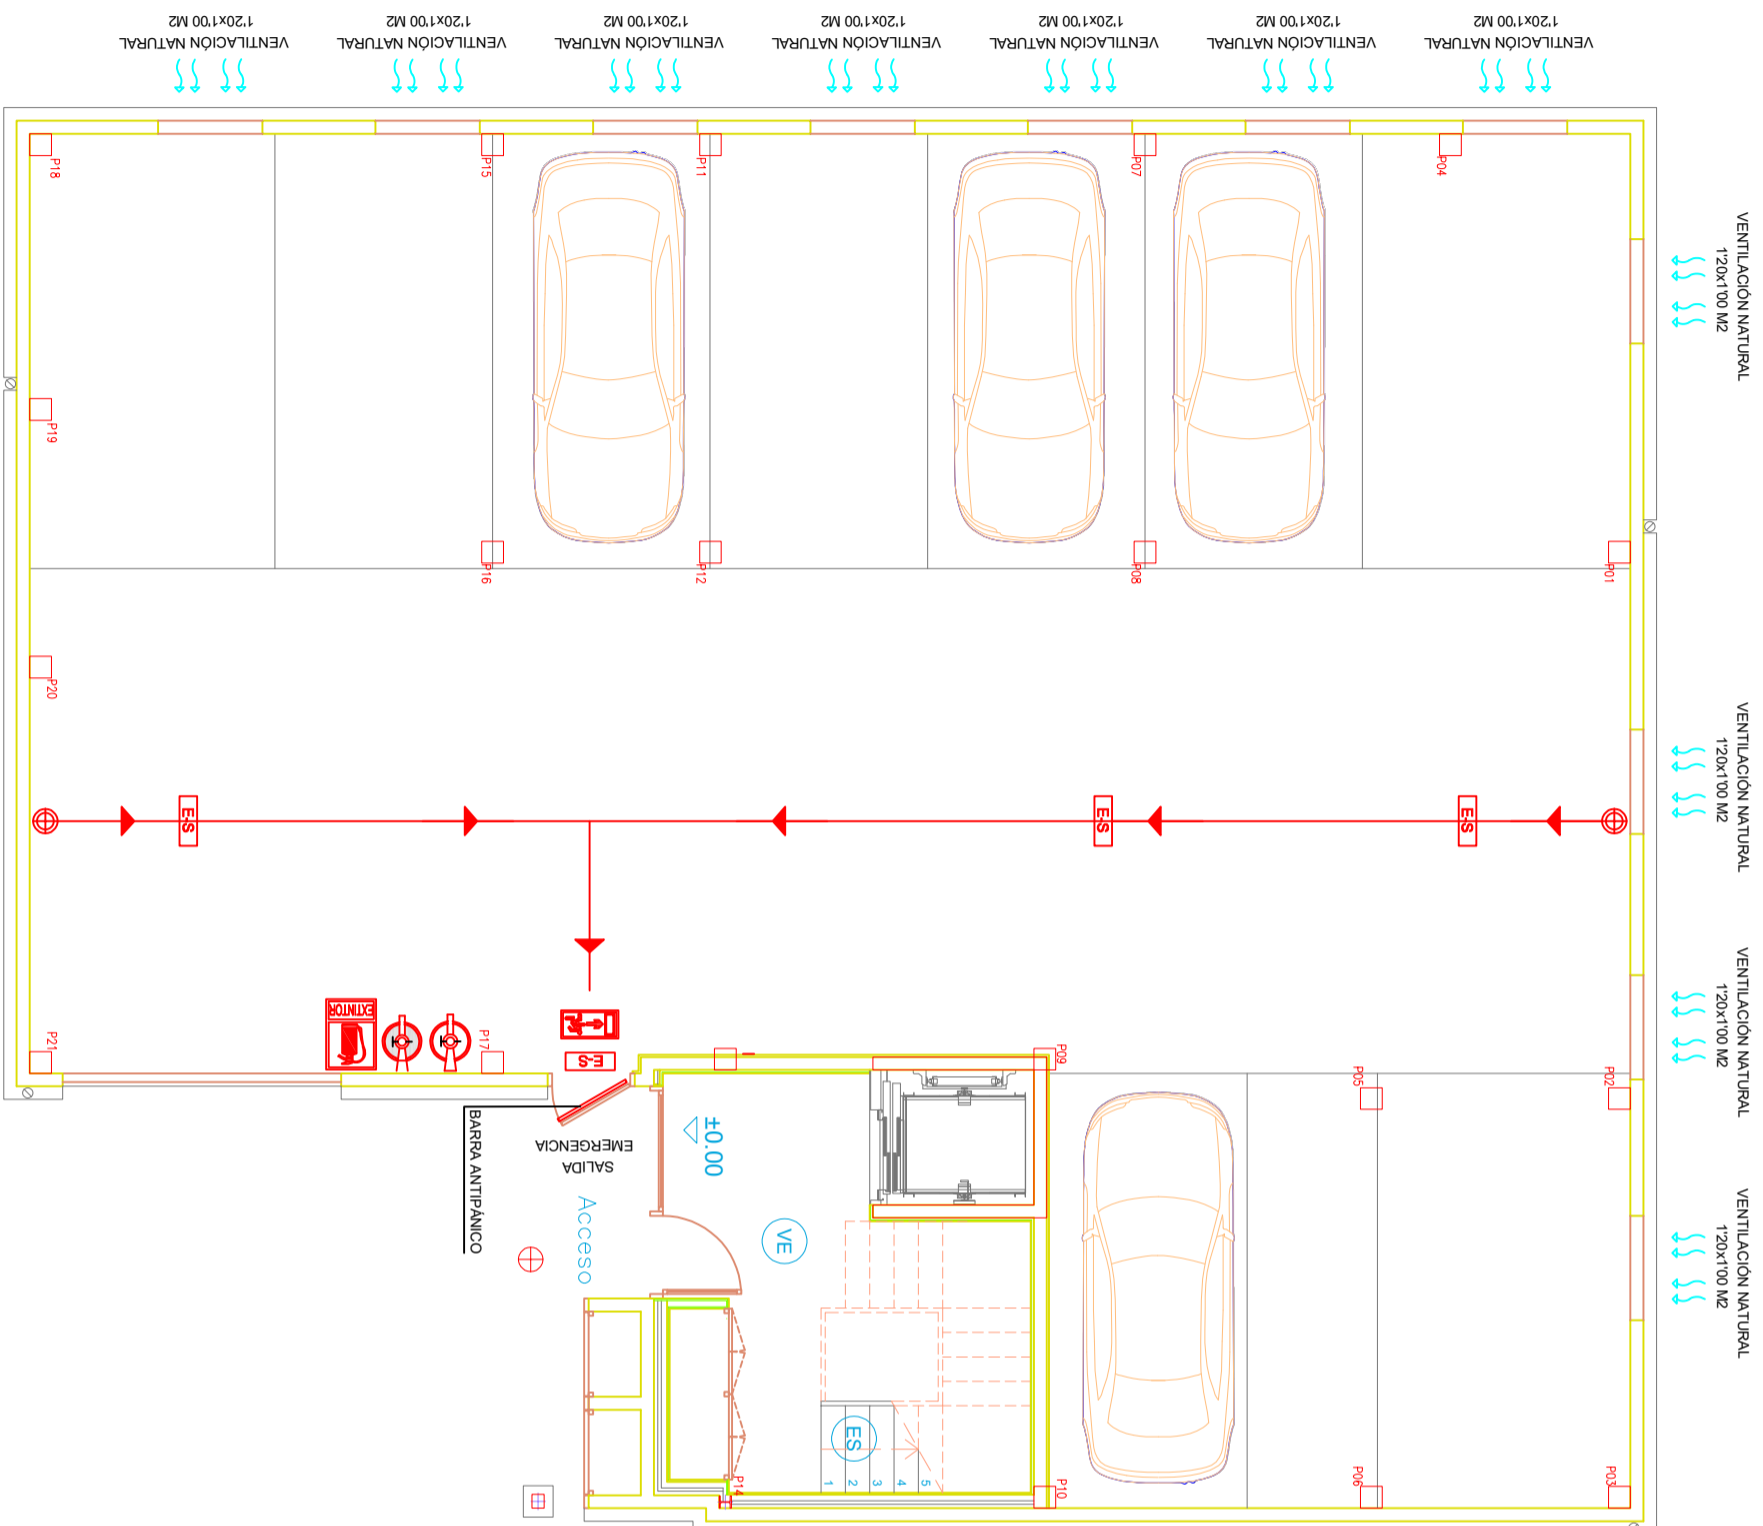 VENTILACIÓN NATURAL
1'20x1'00 M2
VENTILACIÓN NATURAL
1'20x1'00 M2
VENTILACIÓN NATURAL
1'20x1'00 M2
VENTILACIÓN NATURAL
1'20x1'00 M2
VENTILACIÓN NATURAL
1'20x1'00 M2
VENTILACIÓN NATURAL
1'20x1'00 M2
VENTILACIÓN NATURAL
1'20x1'00 M2
VENTILACIÓN NATURAL
1'20x1'00 M2
VENTILACIÓN NATURAL
1'20x1'00 M2
VENTILACIÓN NATURAL
1'20x1'00 M2
VENTILACIÓN NATURAL
1'20x1'00 M2
P18
P15
P11
P07
P04
P19
P16
P12
P08
P01
P20
E-S
E-S
E-S
P21
EXTINTOR
P17
E-S
P09
P05
P02
BARRA ANTIPÁNICO
SALIDA
EMERGENCIA
±0.00
Acceso
VE
ES
1
2
3
4
5
P14
P10
P06
P03